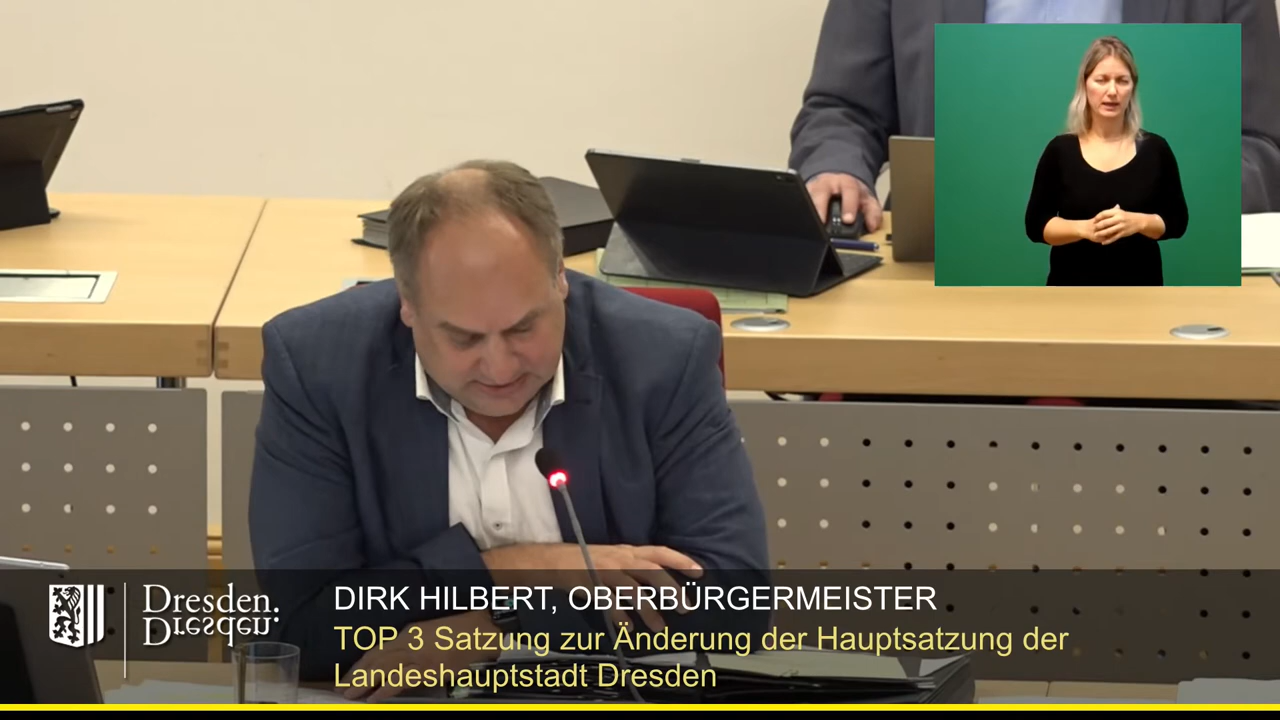 Dresden.
Dresden.
DIRK HILBERT, OBERBÜRGERMEISTER
TOP 3 Satzung zur Änderung der Hauptsatzung der
Landeshauptstadt Dresden